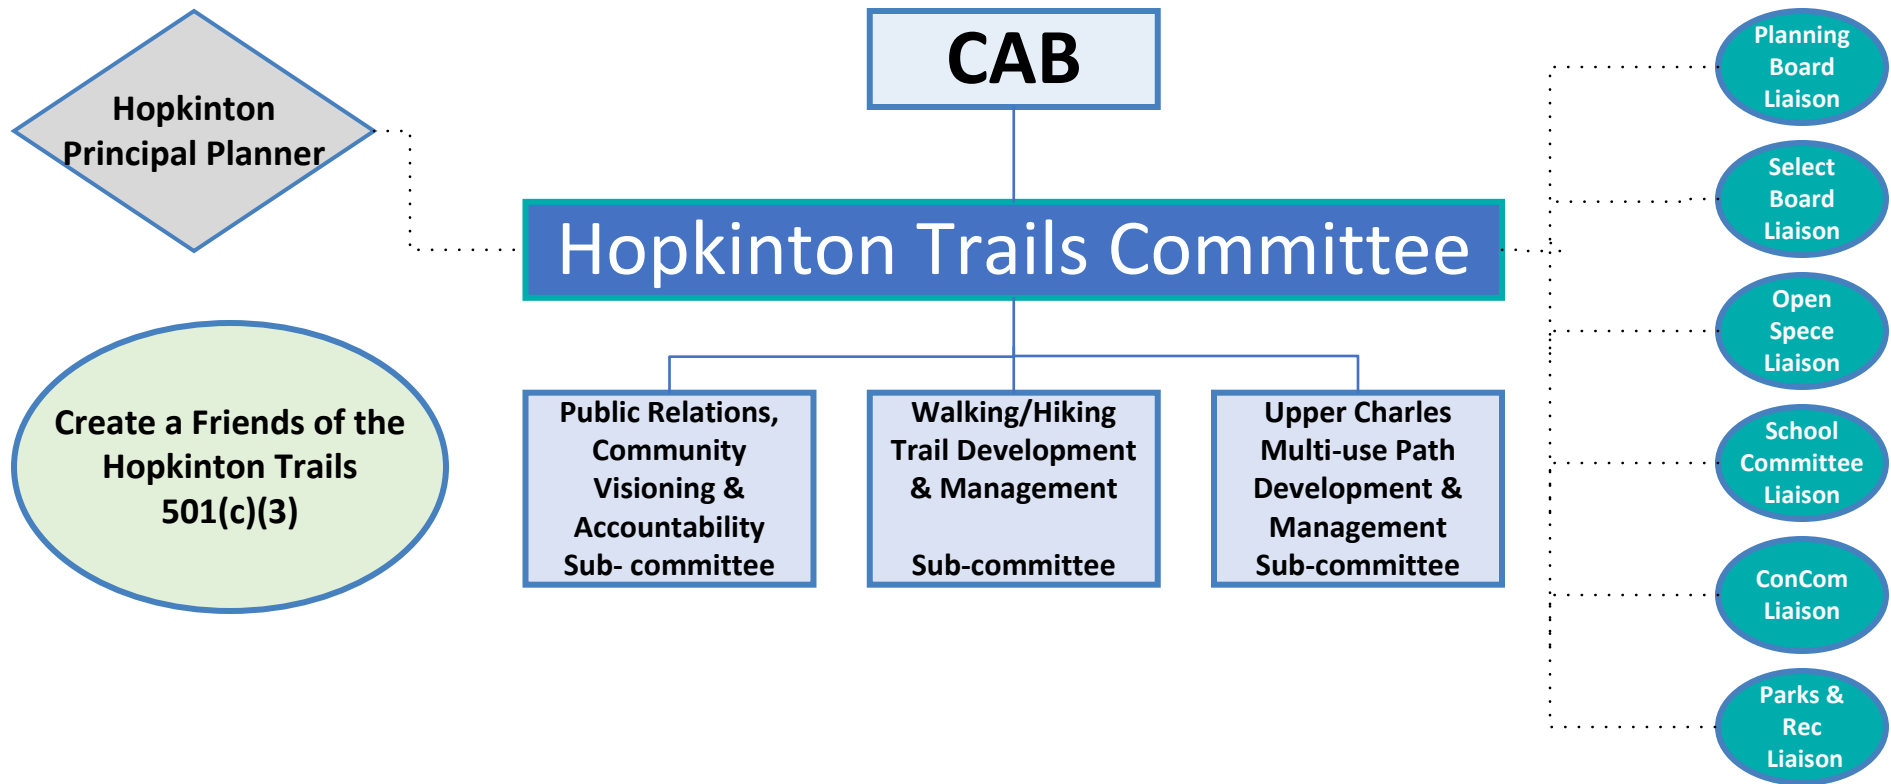 CAB
Hopkinton
Principal Planner
Hopkinton Trails Committee
Create a Friends of the
Hopkinton Trails
501(c)(3)
Public Relations,
Community
Visioning &
Accountability
Sub- committee
Walking/Hiking
Trail Development
& Management
Sub-committee
Upper Charles
Multi-use Path
Development &
Management
Sub-committee
Planning
Board
Liaison
Select
Board
Liaison
Open
Spece
Liaison
School
Committee
Liaison
ConCom
Liaison
Parks &
Rec
Liaison